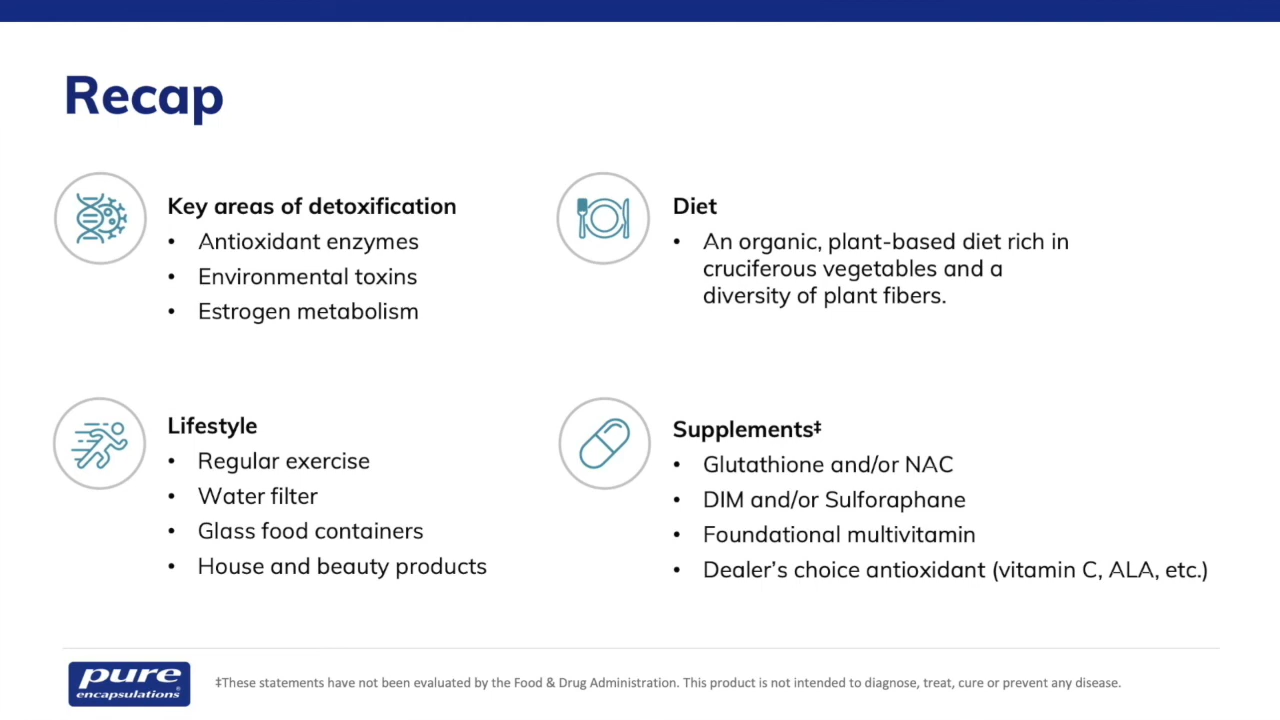 Recap
Key areas of detoxification
• Antioxidant enzymes
• Environmental toxins
• Estrogen metabolism
Diet
• An organic, plant-based diet rich in
cruciferous vegetables and a
diversity of plant fibers.
Lifestyle
• Regular exercise
• Water filter
• Glass food containers
• House and beauty products
Supplements‡
• Glutathione and/or NAC
• DIM and/or Sulforaphane
• Foundational multivitamin
• Dealer’s choice antioxidant (vitamin C, ALA, etc.)
pure
encapsulations®
‡These statements have not been evaluated by the Food & Drug Administration. This product is not intended to diagnose, treat, cure or prevent any disease.